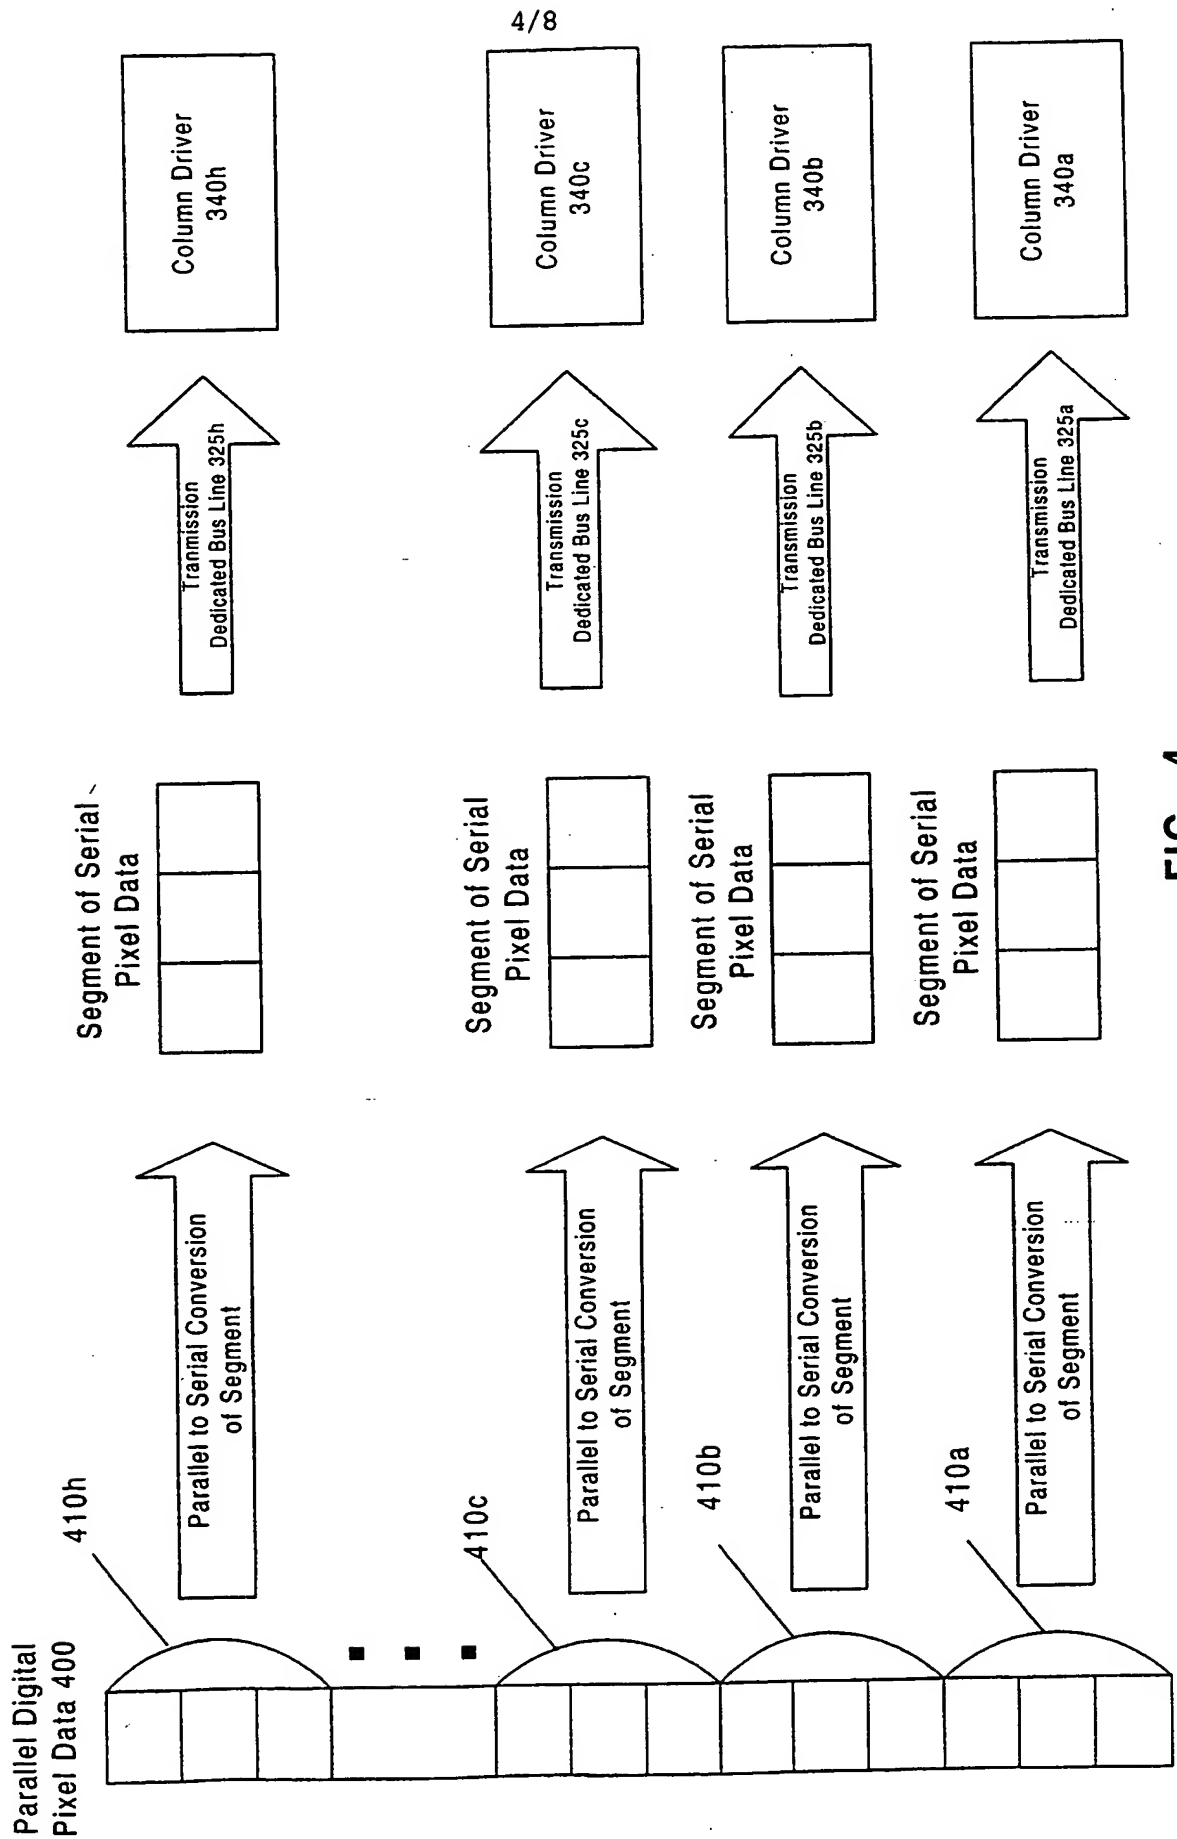 4/8
Parallel Digital
Pixel Data 400
410h
Parallel to Serial Conversion
of Segment
Segment of Serial
Pixel Data
Tranmission
Dedicated Bus Line 325h
Column Driver
340h
410c
Parallel to Serial Conversion
of Segment
Segment of Serial
Pixel Data
Transmission
Dedicated Bus Line 325c
Column Driver
340c
410b
Parallel to Serial Conversion
of Segment
Segment of Serial
Pixel Data
Transmission
Dedicated Bus Line 325b
Column Driver
340b
410a
Parallel to Serial Conversion
of Segment
Segment of Serial
Pixel Data
Transmission
Dedicated Bus Line 325a
Column Driver
340a